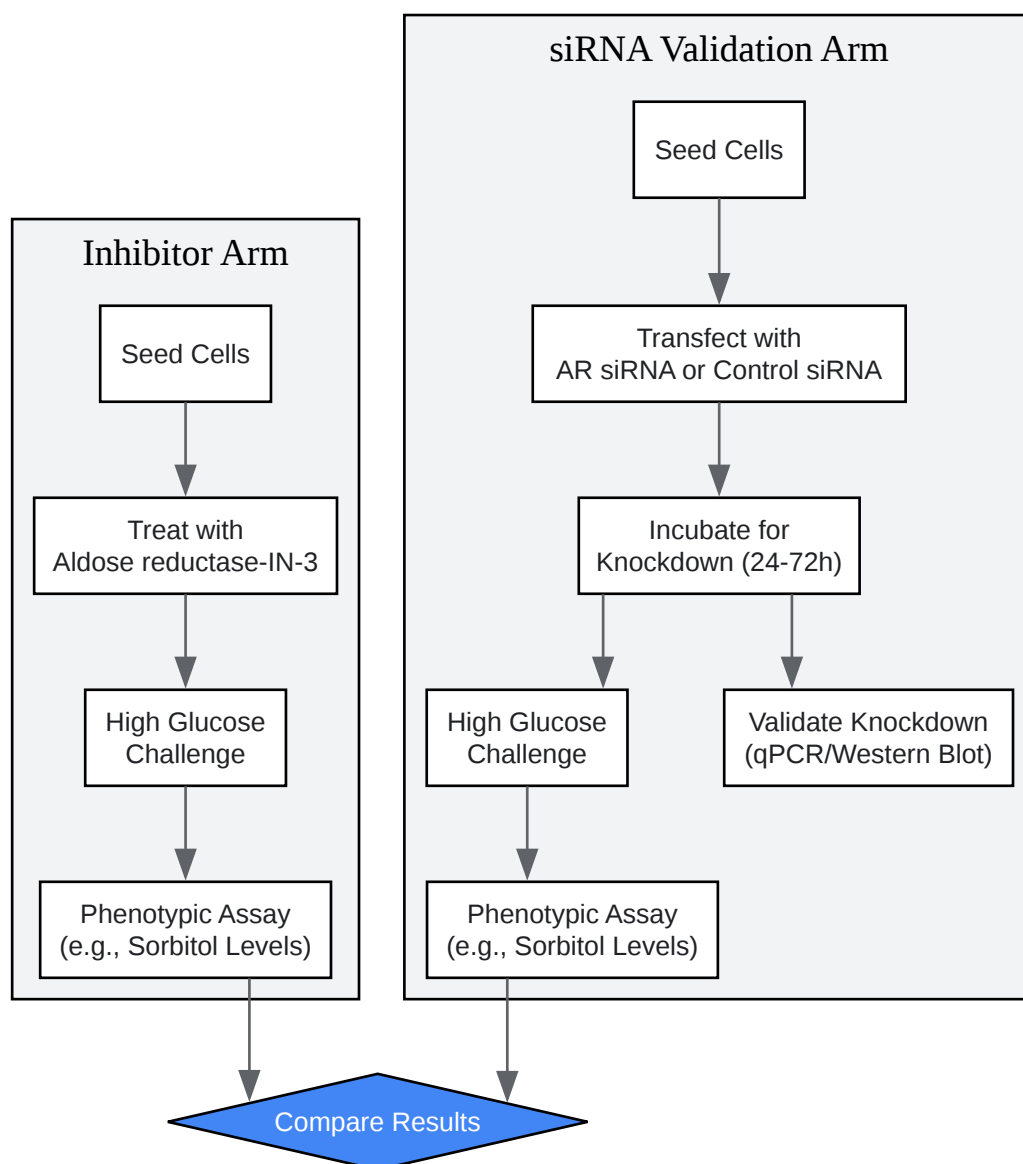 Inhibitor Arm
Seed Cells
Treat with
Aldose reductase-IN-3
High Glucose
Challenge
Phenotypic Assay
(e.g., Sorbitol Levels)
siRNA Validation Arm
Seed Cells
Transfect with
AR siRNA or Control siRNA
Incubate for
Knockdown (24-72h)
High Glucose
Challenge
Validate Knockdown
(qPCR/Western Blot)
Phenotypic Assay
(e.g., Sorbitol Levels)
Compare Results